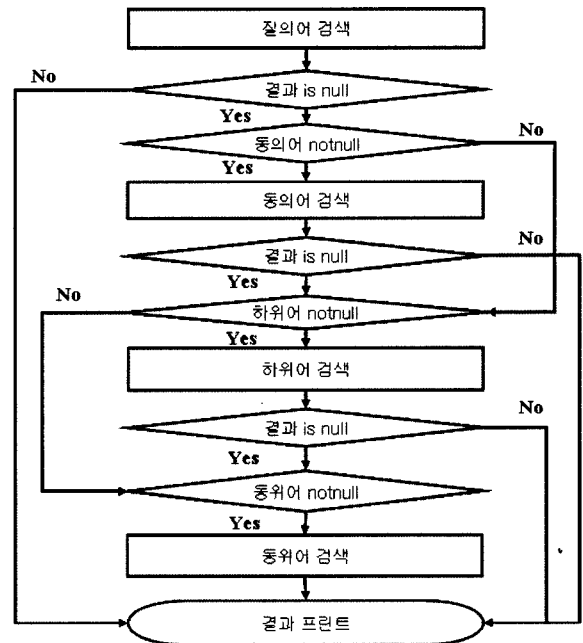 질의어 검색
No
결과 is null
Yes
No
동의어 notnull
Yes
동의어 검색
No
결과 is null
Yes
No
하위어 notnull
Yes
하위어 검색
No
결과 is null
Yes
동위어 notnull
Yes
동위어 검색
결과 프린트